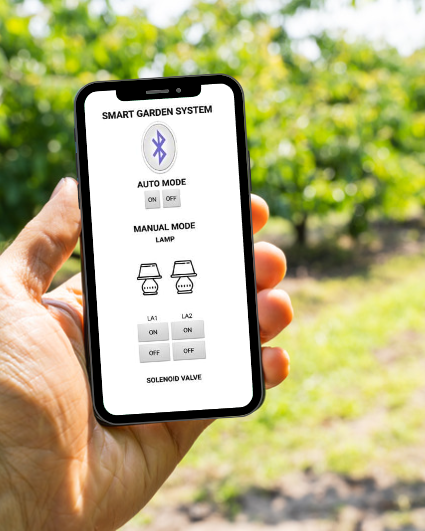 SMART GARDEN SYSTEM
AUTO MODE
ON OFF
MANUAL MODE
LAMP
LA1 LA2
ON ON
OFF OFF
SOLENOID VALVE